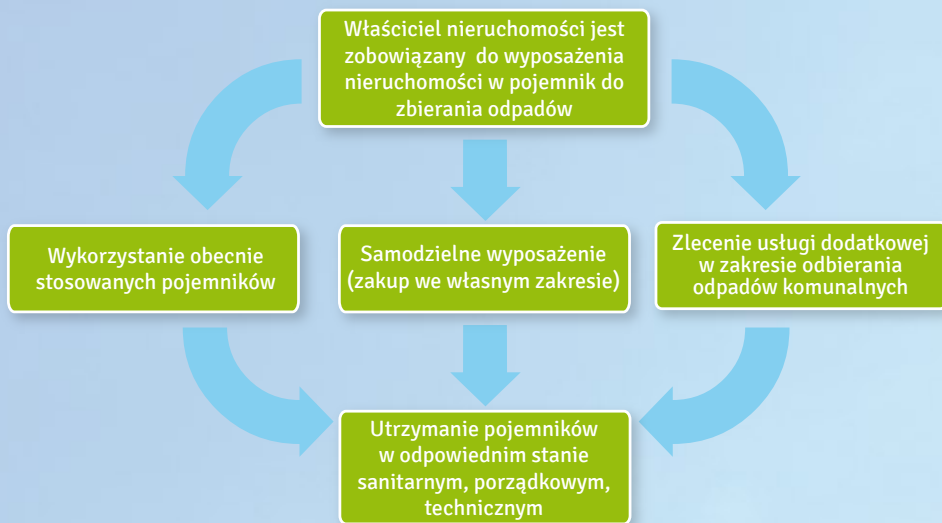 Właściciel nieruchomości jest
zobowiązany do wyposażenia
nieruchomości w pojemnik do
zbierania odpadów
Wykorzystanie obecnie
stosowanych pojemników
Samodzielne wyposażenie
(zakup we własnym zakresie)
Zlecenie usługi dodatkowej
w zakresie odbierania
odpadów komunalnych
Utrzymanie pojemników
w odpowiednim stanie
sanitarnym, porządkowym,
technicznym